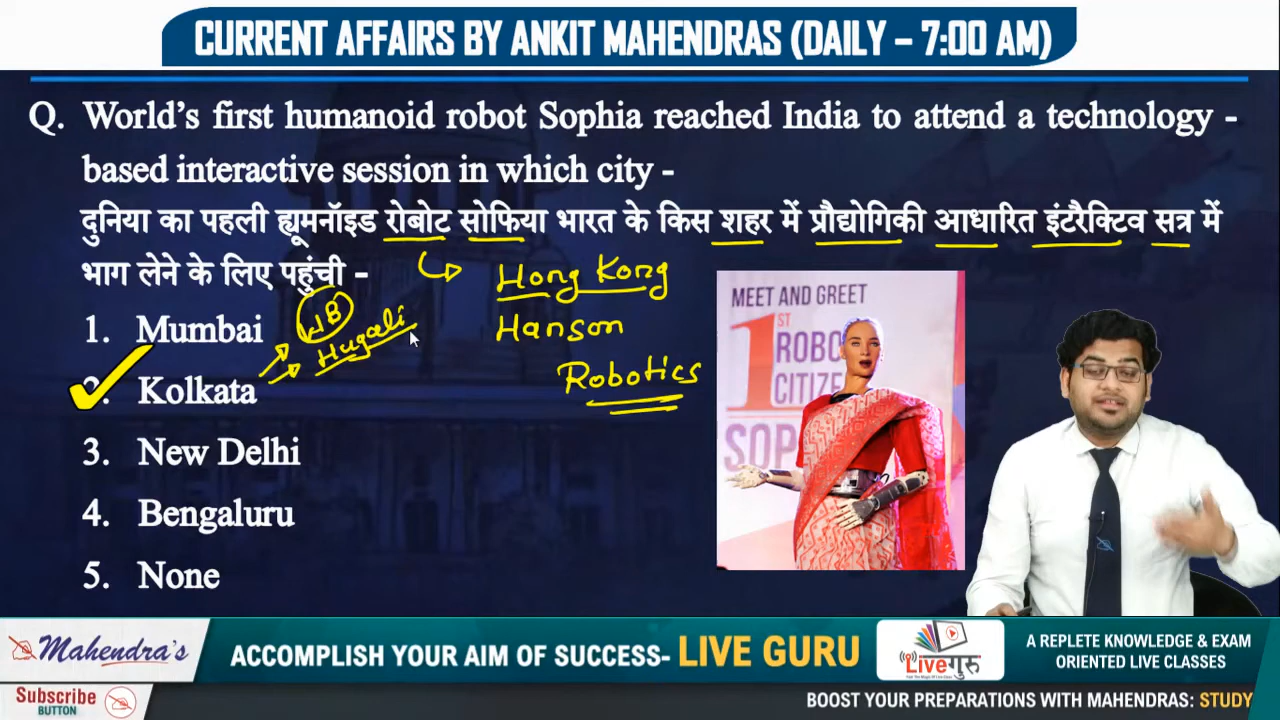 CURRENT AFFAIRS BY ANKIT MAHENDRAS (DAILY – 7:00 AM)
Q. World's first humanoid robot Sophia reached India to attend a technology -
based interactive session in which city -
दुनिया का पहली ह्यूमनॉइड रोबोट सोफिया भारत के किस शहर में प्रौद्योगिकी आधारित इंटरैक्टिव सत्र में
भाग लेने के लिए पहुंची -
Hong Kong
Hanson
Robotics
1. Mumbai
WB
Hugali
2. Kolkata
3. New Delhi
4. Bengaluru
5. None
MEET AND GREET
1ST ROBO
CITIZE
SOP
Mahendra's
ACCOMPLISH YOUR AIM OF SUCCESS- LIVE GURU
Live गुरु
A REPLETE KNOWLEDGE & EXAM
ORIENTED LIVE CLASSES
Subscribe
BUTTON
BOOST YOUR PREPARATIONS WITH MAHENDRAS: STUDY